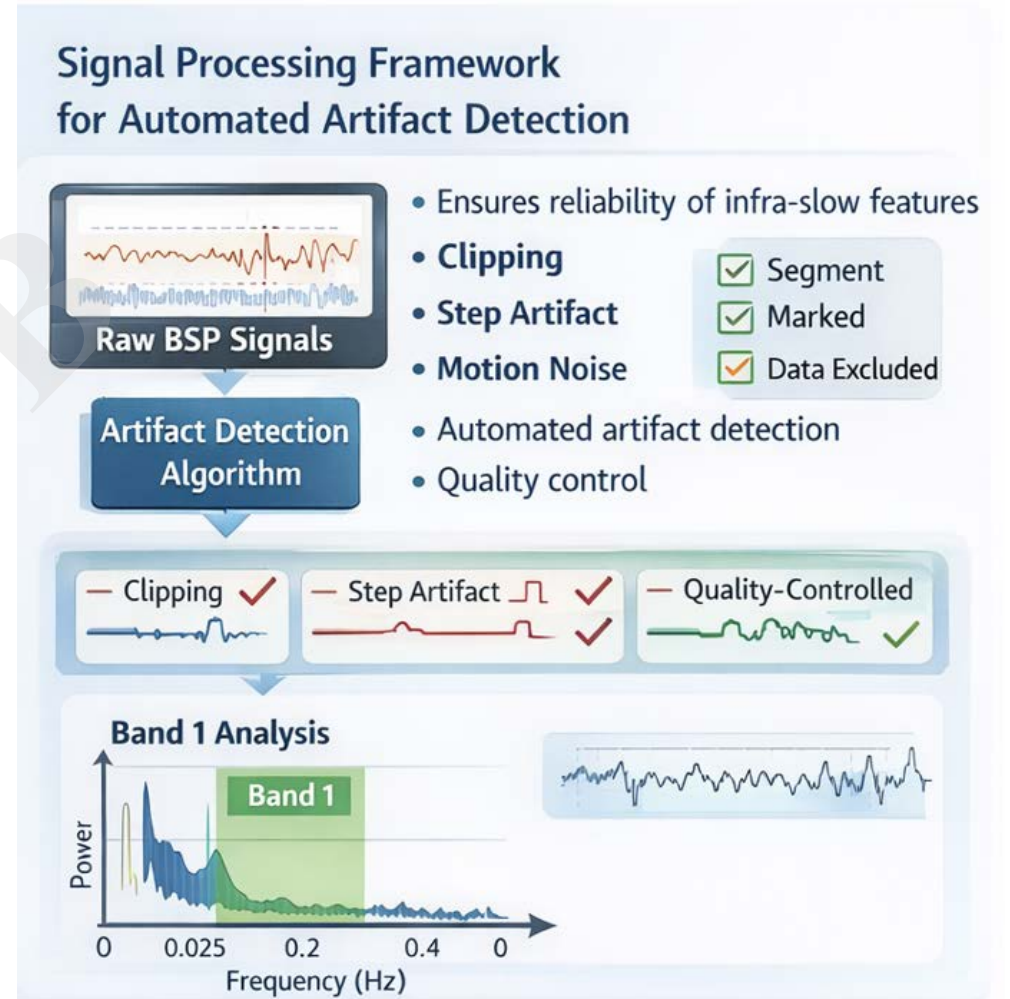 Signal Processing Framework
for Automated Artifact Detection
Raw BSP Signals
• Ensures reliability of infra-slow features
• Clipping
• Step Artifact
• Motion Noise
Segment
Marked
Data Excluded
Artifact Detection
Algorithm
• Automated artifact detection
• Quality control
Clipping
Step Artifact
Quality-Controlled
Band 1 Analysis
Band 1
Power
0 0.025 0.2 0.4 0
Frequency (Hz)
B